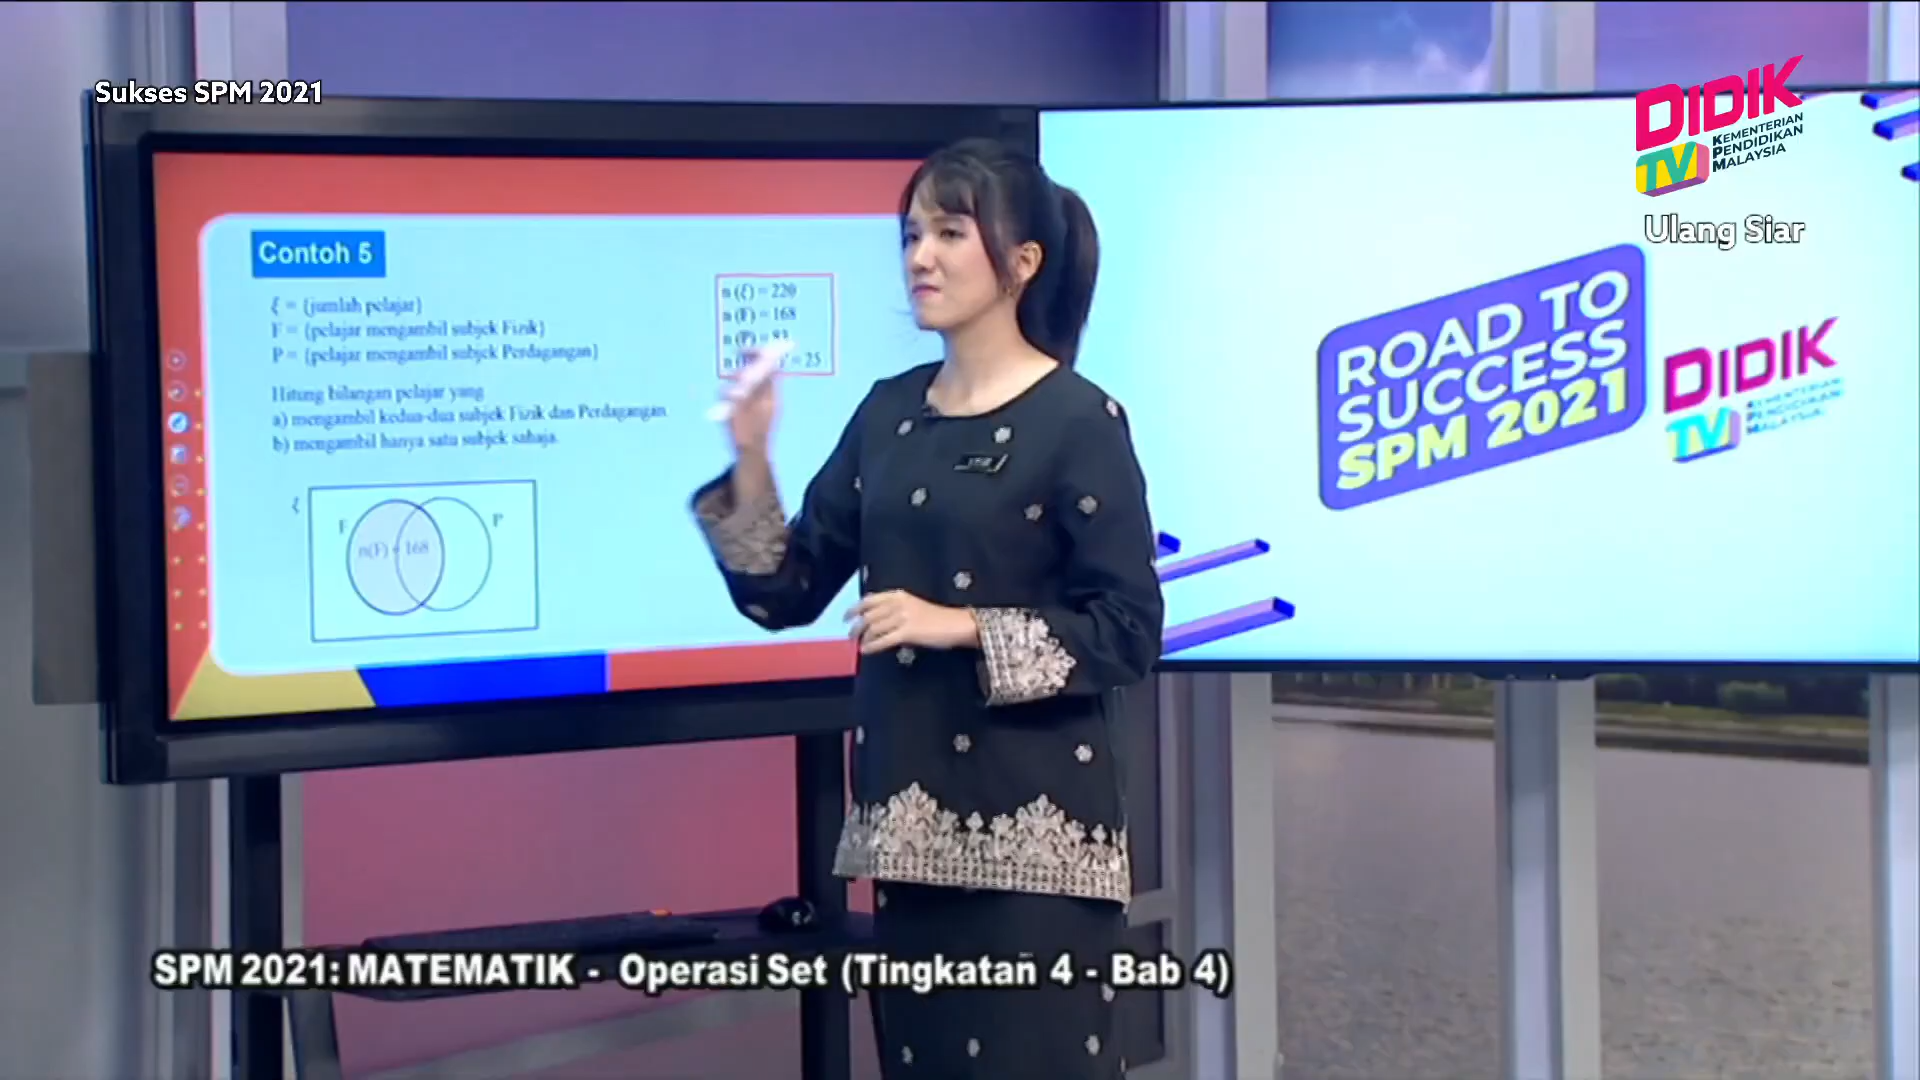 Sukses SPM 2021
DIDIK
TV
KEMENTERIAN
PENDIDIKAN
MALAYSIA
Ulang Siar
Contoh 5
ξ = {jumlah pelajar}
F = {pelajar mengambil subjek Fizik}
P = {pelajar mengambil subjek Perdagangan}
Hitung bilangan pelajar yang
a) mengambil kedua-dua subjek Fizik dan Perdagangan.
b) mengambil hanya satu subjek sahaja.
n (ξ) = 220
n (F) = 168
n (P) =
= 25
ξ
F
P
n(F) = 168
ROAD TO
SUCCESS
SPM 2021
DIDIK
TV
KEMENTERIAN
PENDIDIKAN
MALAYSIA
SPM 2021: MATEMATIK - Operasi Set (Tingkatan 4 - Bab 4)